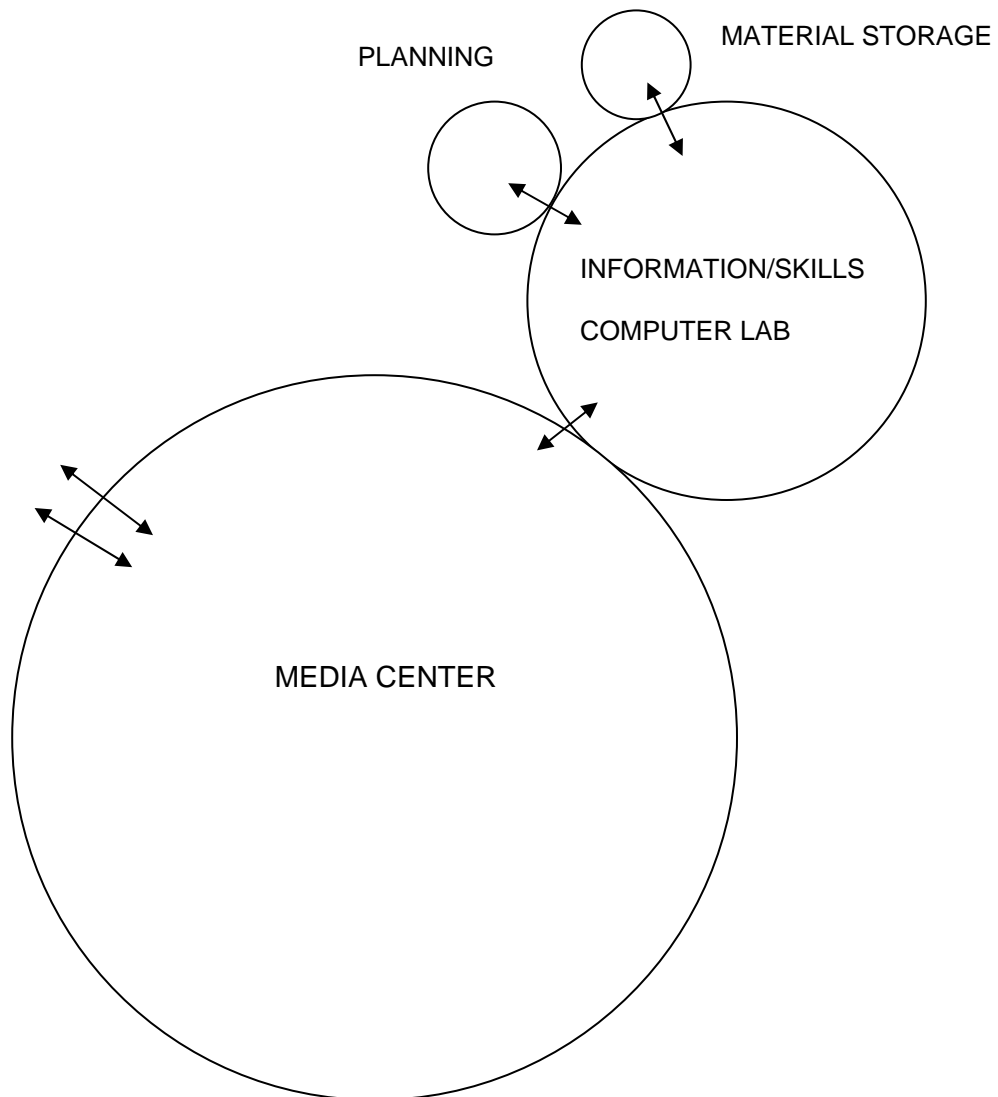 MATERIAL STORAGE
PLANNING
INFORMATION/SKILLS
COMPUTER LAB
MEDIA CENTER